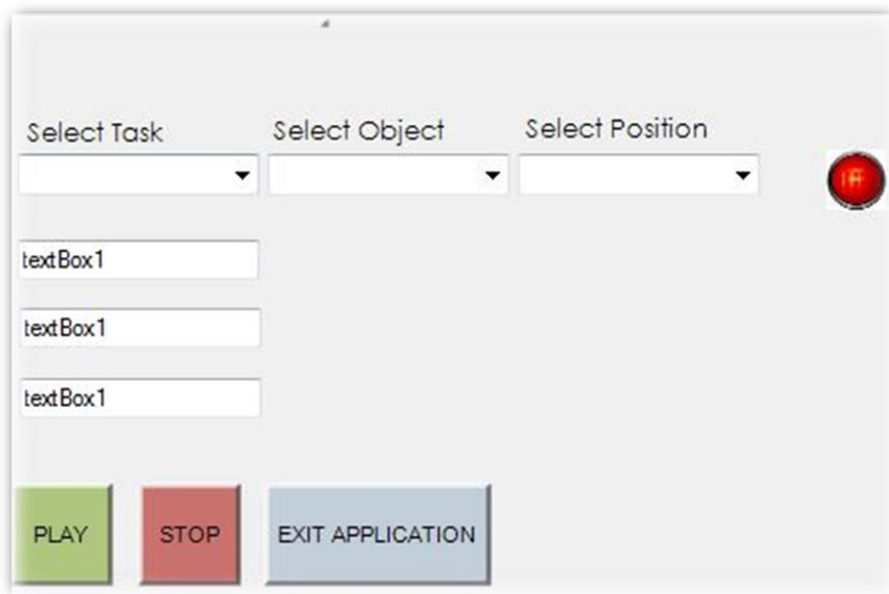 Select Task
Select Object
Select Position
textBox1
textBox1
textBox1
PLAY
STOP
EXIT APPLICATION